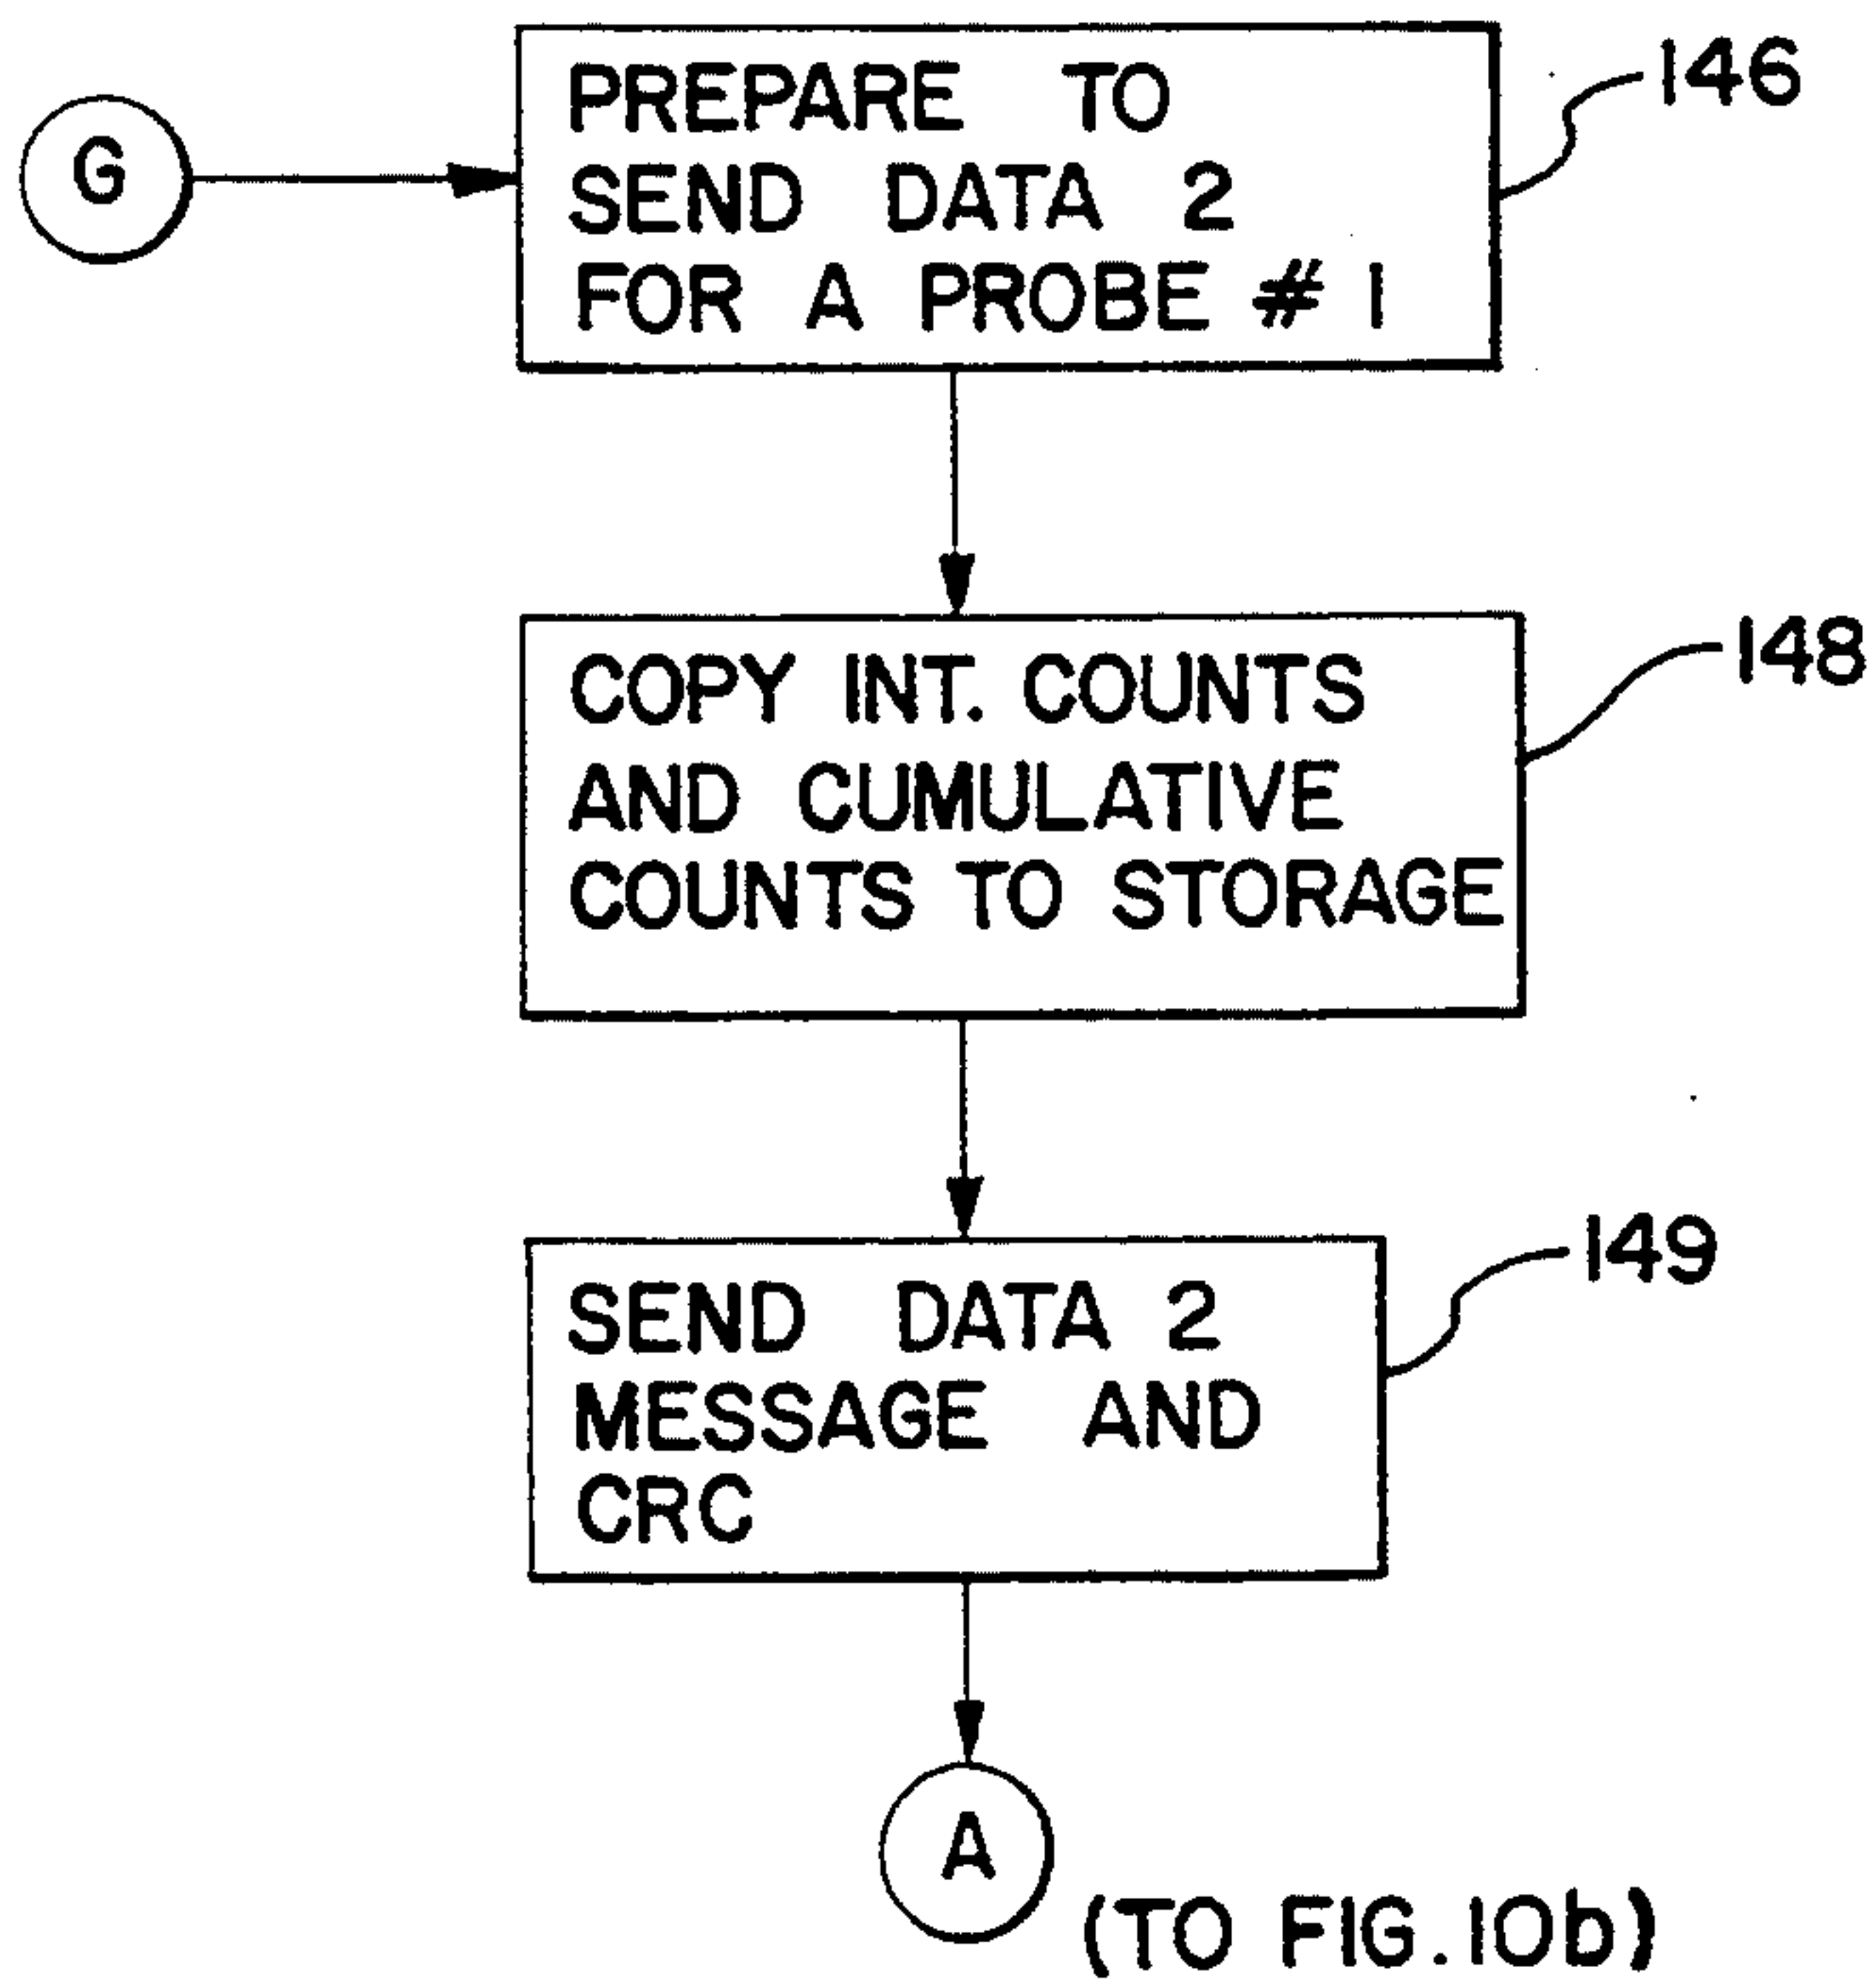 G
PREPARE TO
SEND DATA 2
FOR A PROBE # 1
146
COPY INT. COUNTS
AND CUMULATIVE
COUNTS TO STORAGE
148
SEND DATA 2
MESSAGE AND
CRC
149
A
(TO FIG. 10b)